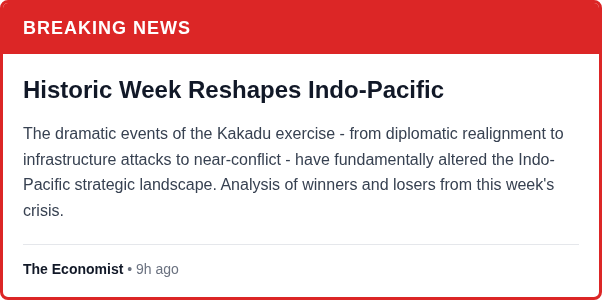 BREAKING NEWS
Historic Week Reshapes Indo-Pacific
The dramatic events of the Kakadu exercise - from diplomatic realignment to
infrastructure attacks to near-conflict - have fundamentally altered the Indo-
Pacific strategic landscape. Analysis of winners and losers from this week's
crisis.
The Economist • 9h ago